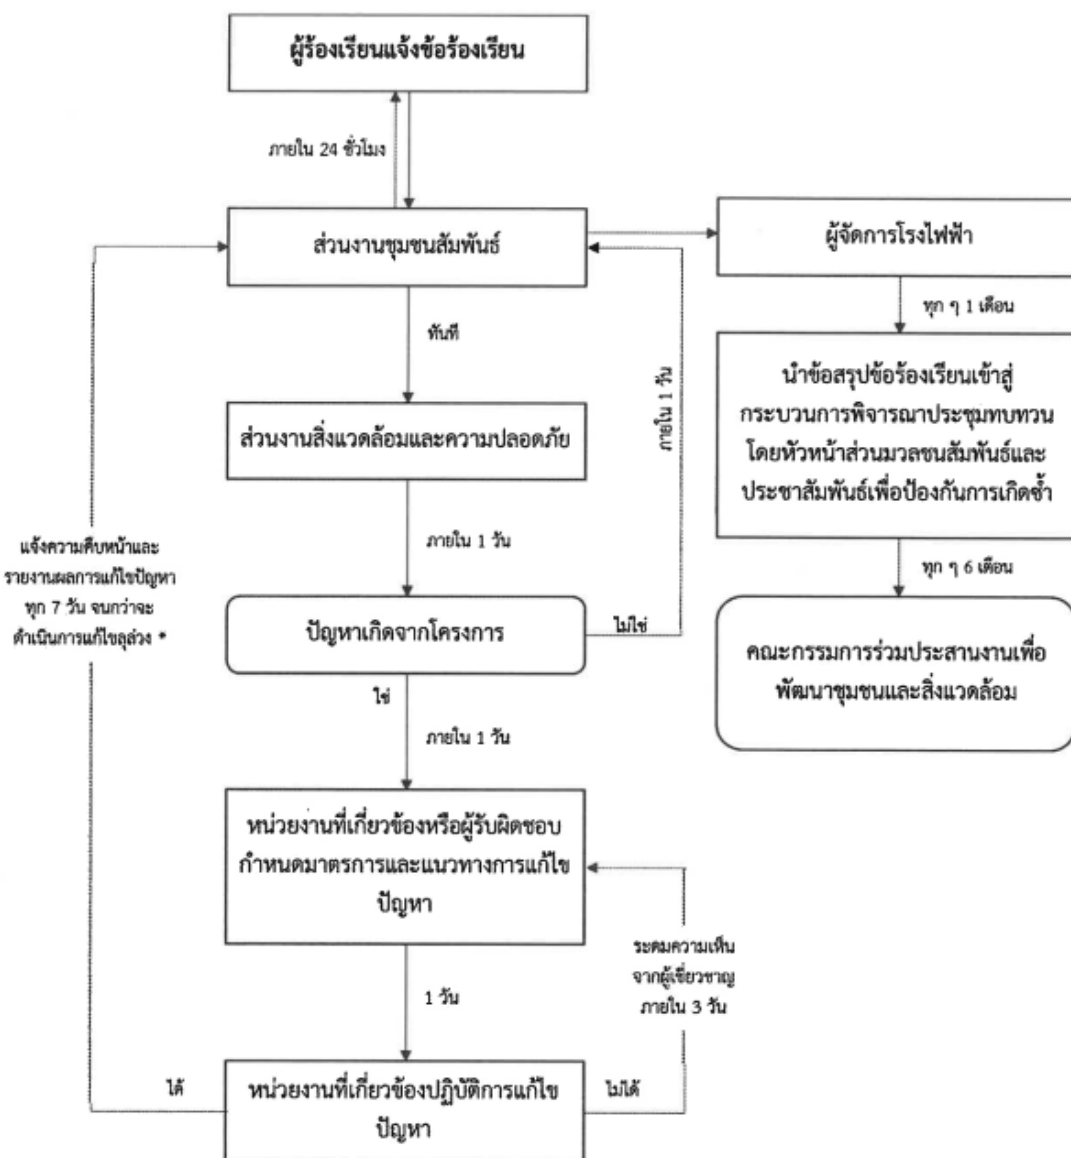 ผู้ร้องเรียนแจ้งข้อร้องเรียน
ภายใน 24 ชั่วโมง
ส่วนงานชุมชนสัมพันธ์
ผู้จัดการโรงไฟฟ้า
ทุก ๆ 1 เดือน
ทันที
นำข้อสรุปข้อร้องเรียนเข้าสู่
กระบวนการพิจารณาประชุมทบทวน
โดยหัวหน้าส่วนมวลชนสัมพันธ์และ
ประชาสัมพันธ์เพื่อป้องกันการเกิดซ้ำ
ภายใน 1 วัน
ส่วนงานสิ่งแวดล้อมและความปลอดภัย
ภายใน 1 วัน
แจ้งความคืบหน้าและ
รายงานผลการแก้ไขปัญหา
ทุก 7 วัน จนกว่าจะ
ดำเนินการแก้ไขลุล่วง *
ทุก ๆ 6 เดือน
ปัญหาเกิดจากโครงการ
ไม่ใช่
คณะกรรมการร่วมประสานงานเพื่อ
พัฒนาชุมชนและสิ่งแวดล้อม
ใช่
ภายใน 1 วัน
หน่วยงานที่เกี่ยวข้องหรือผู้รับผิดชอบ
กำหนดมาตรการและแนวทางการแก้ไข
ปัญหา
ระดมความเห็น
จากผู้เชี่ยวชาญ
ภายใน 3 วัน
1 วัน
ได้
หน่วยงานที่เกี่ยวข้องปฏิบัติการแก้ไข
ปัญหา
ไม่ได้